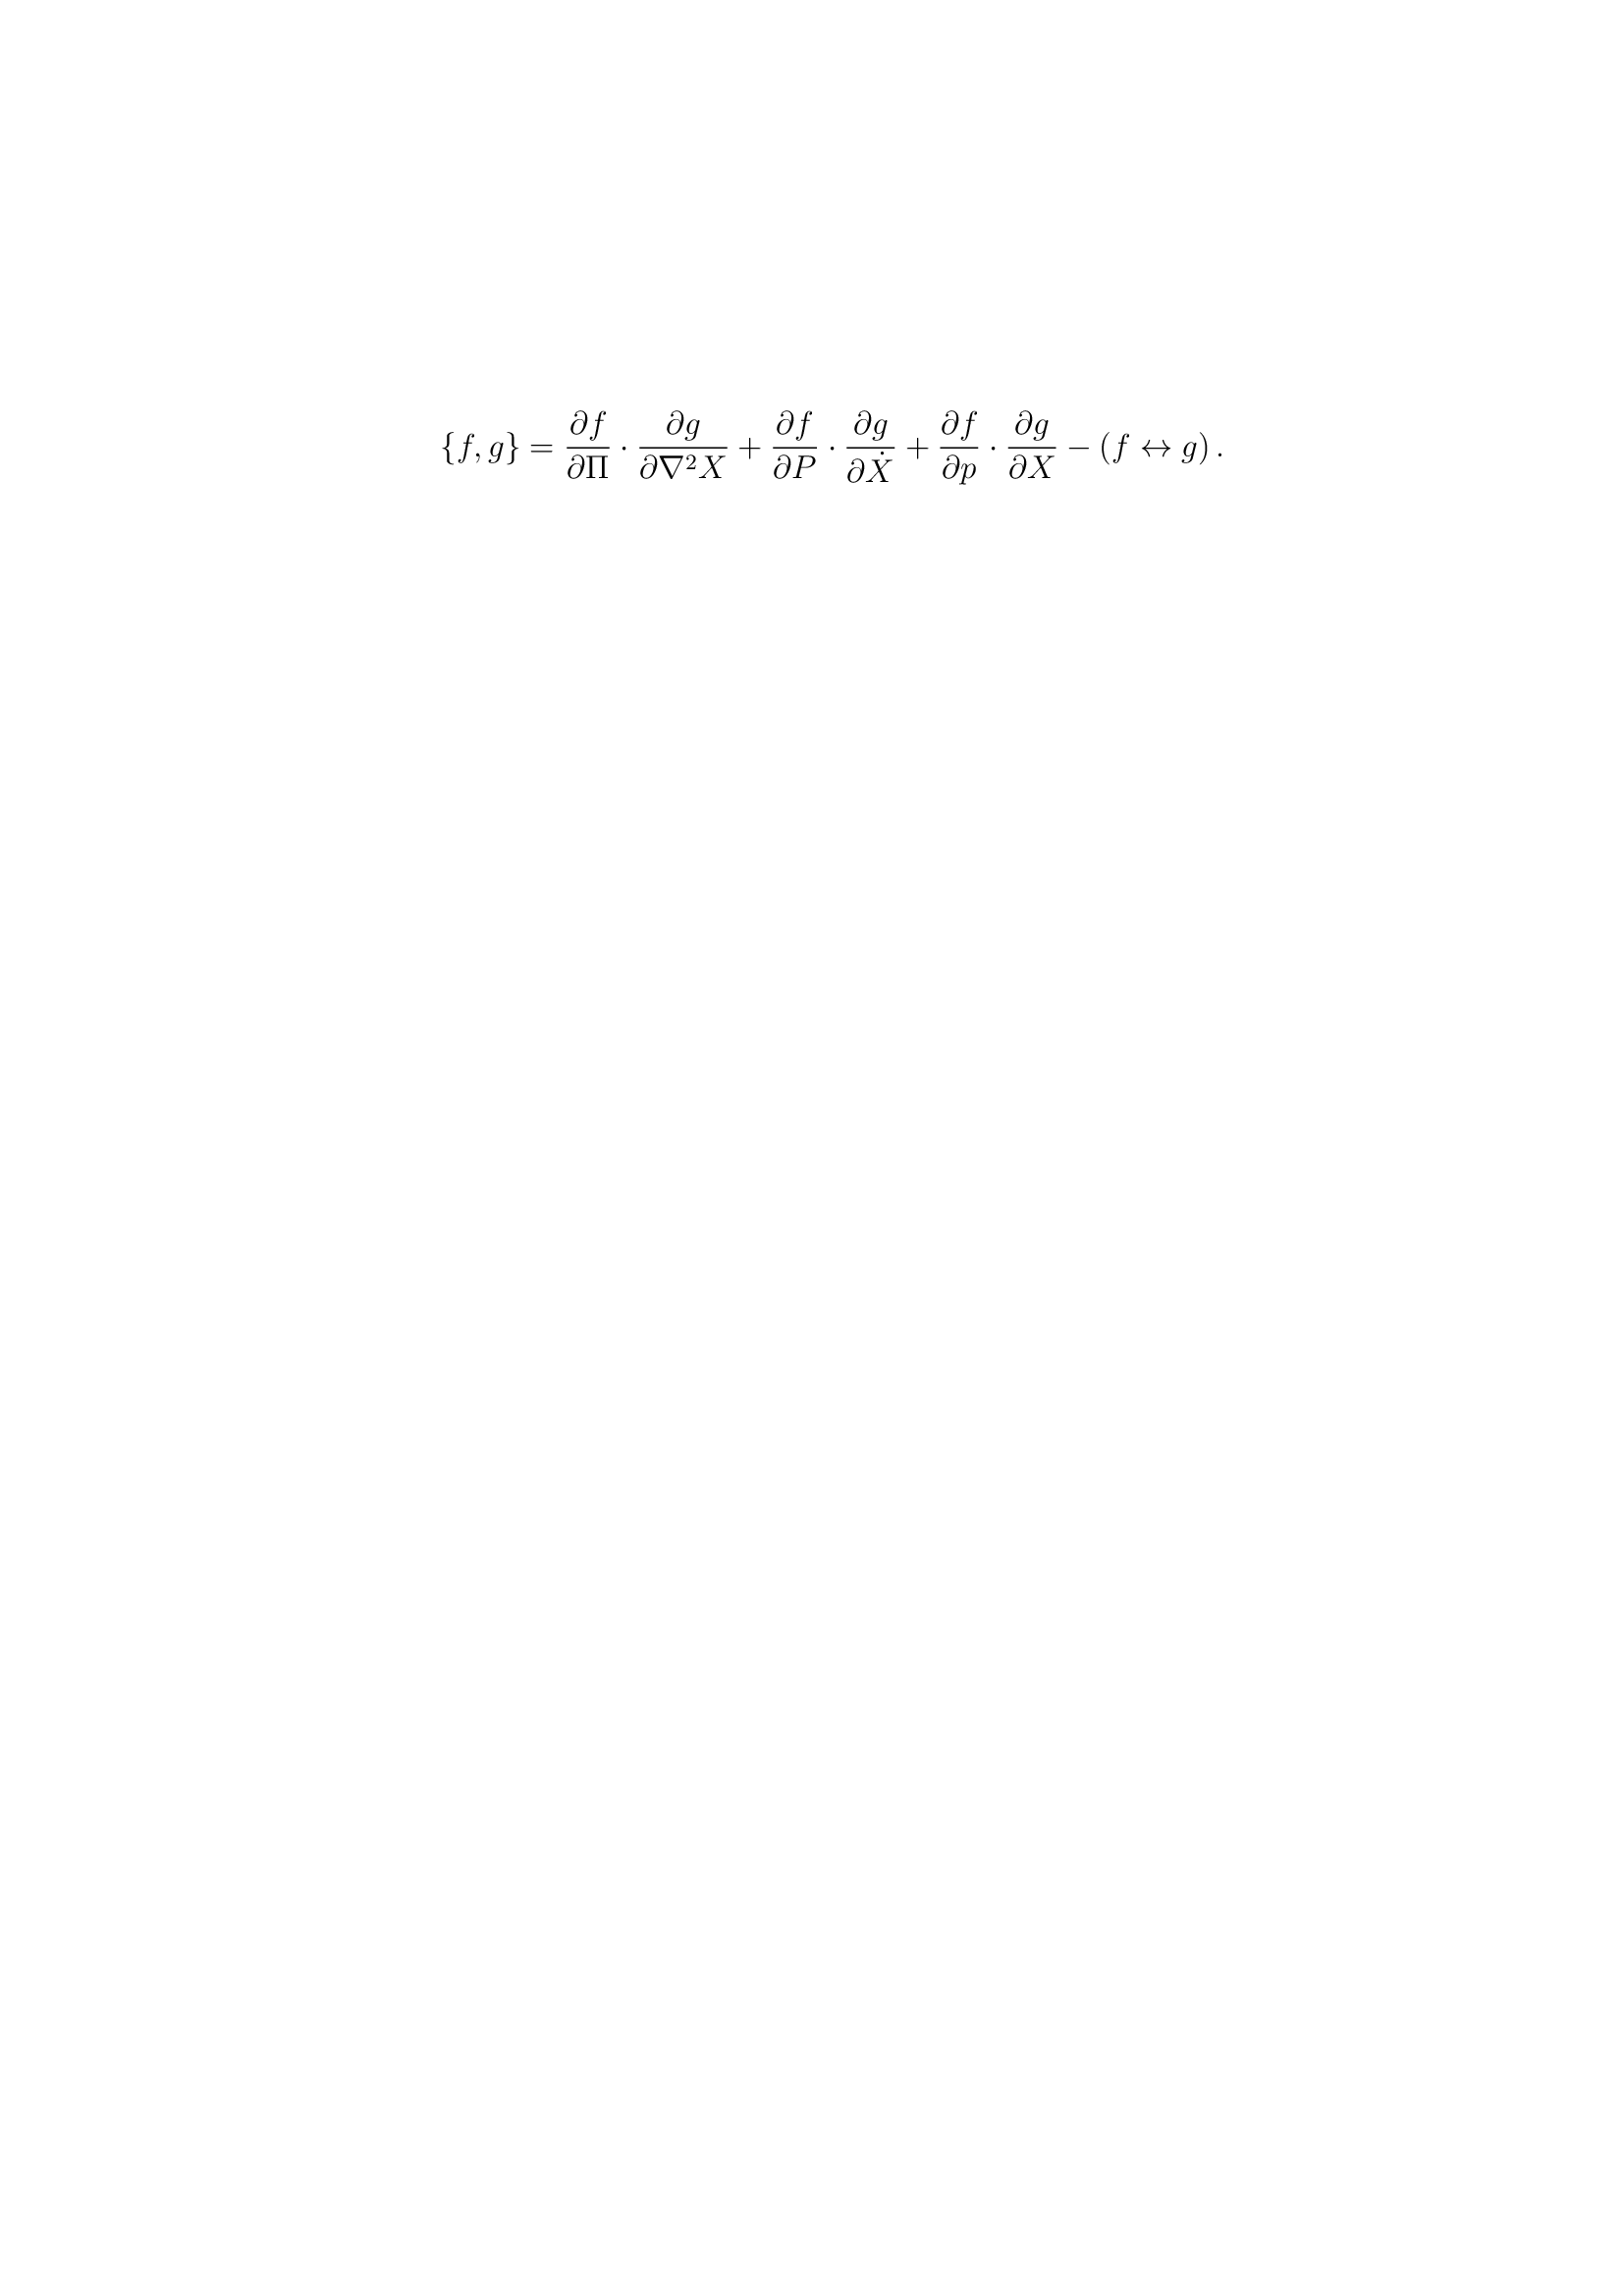 \{f, g\} = \frac{\partial f}{\partial \Pi} \cdot \frac{\partial g}{\partial \nabla^2 X} + \frac{\partial f}{\partial P} \cdot \frac{\partial g}{\partial \dot{X}} + \frac{\partial f}{\partial p} \cdot \frac{\partial g}{\partial X} - (f \leftrightarrow g) .